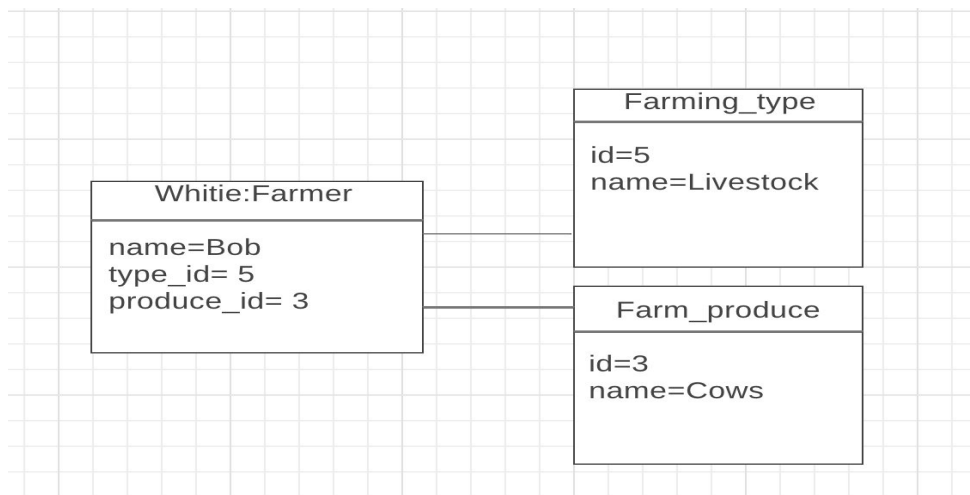 Whitie:Farmer
name=Bob
type_id= 5
produce_id= 3
Farming_type
id=5
name=Livestock
Farm_produce
id=3
name=Cows